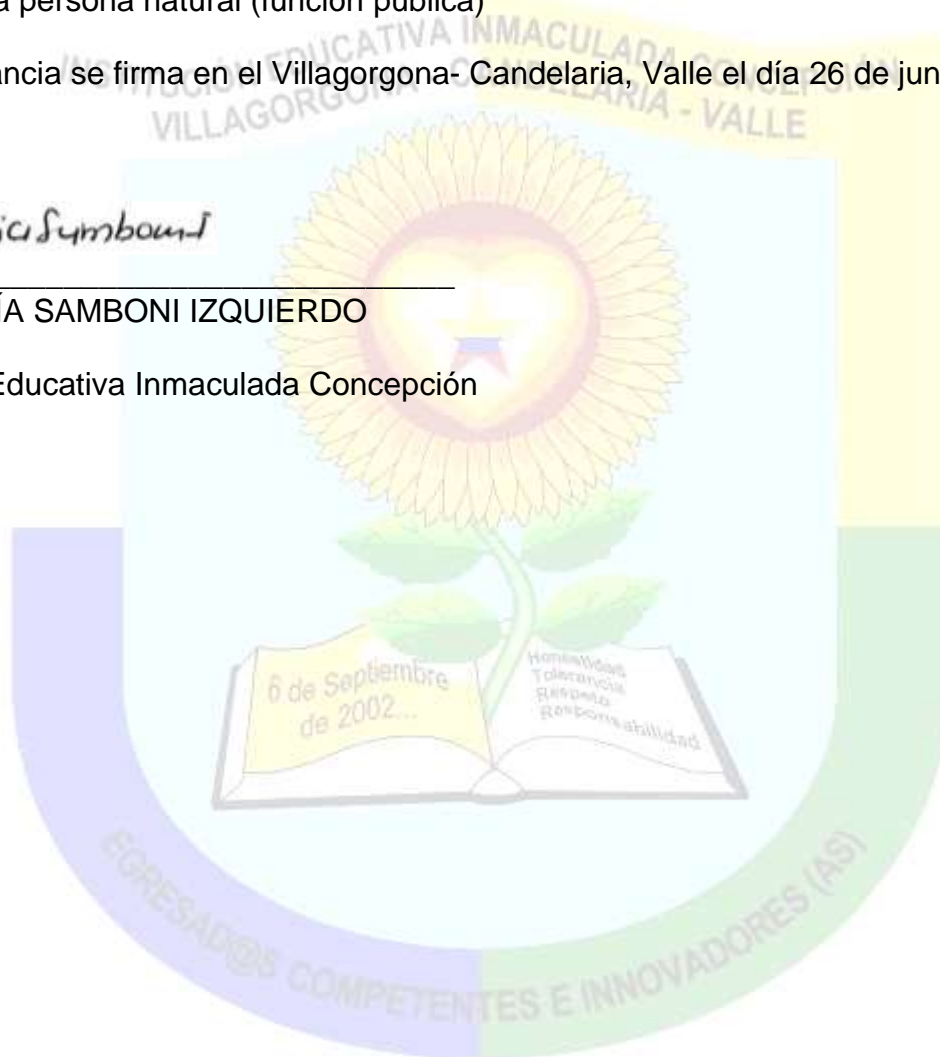 a persona natural (función pública)
INSTITUCIÓN EDUCATIVA INMACULADA CONCEPCIÓN
VILLAGORGONA - CANDELARIA - VALLE
ancia se firma en el Villagorgona- Candelaria, Valle el día 26 de jun
ÍA SAMBONI IZQUIERDO
Educativa Inmaculada Concepción
6 de Septiembre
de 2002...
Honestidad
Tolerancia
Respeto
Responsabilidad
EGRESAD@S COMPETENTES E INNOVADORES (AS)